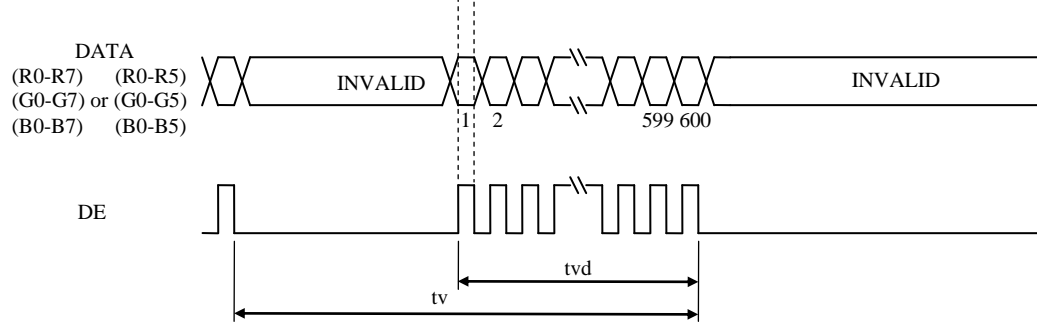 DATA
(R0-R7) (R0-R5)
(G0-G7) or (G0-G5)
(B0-B7) (B0-B5)
INVALID
INVALID
1 2 599 600
DE
tvd
tv